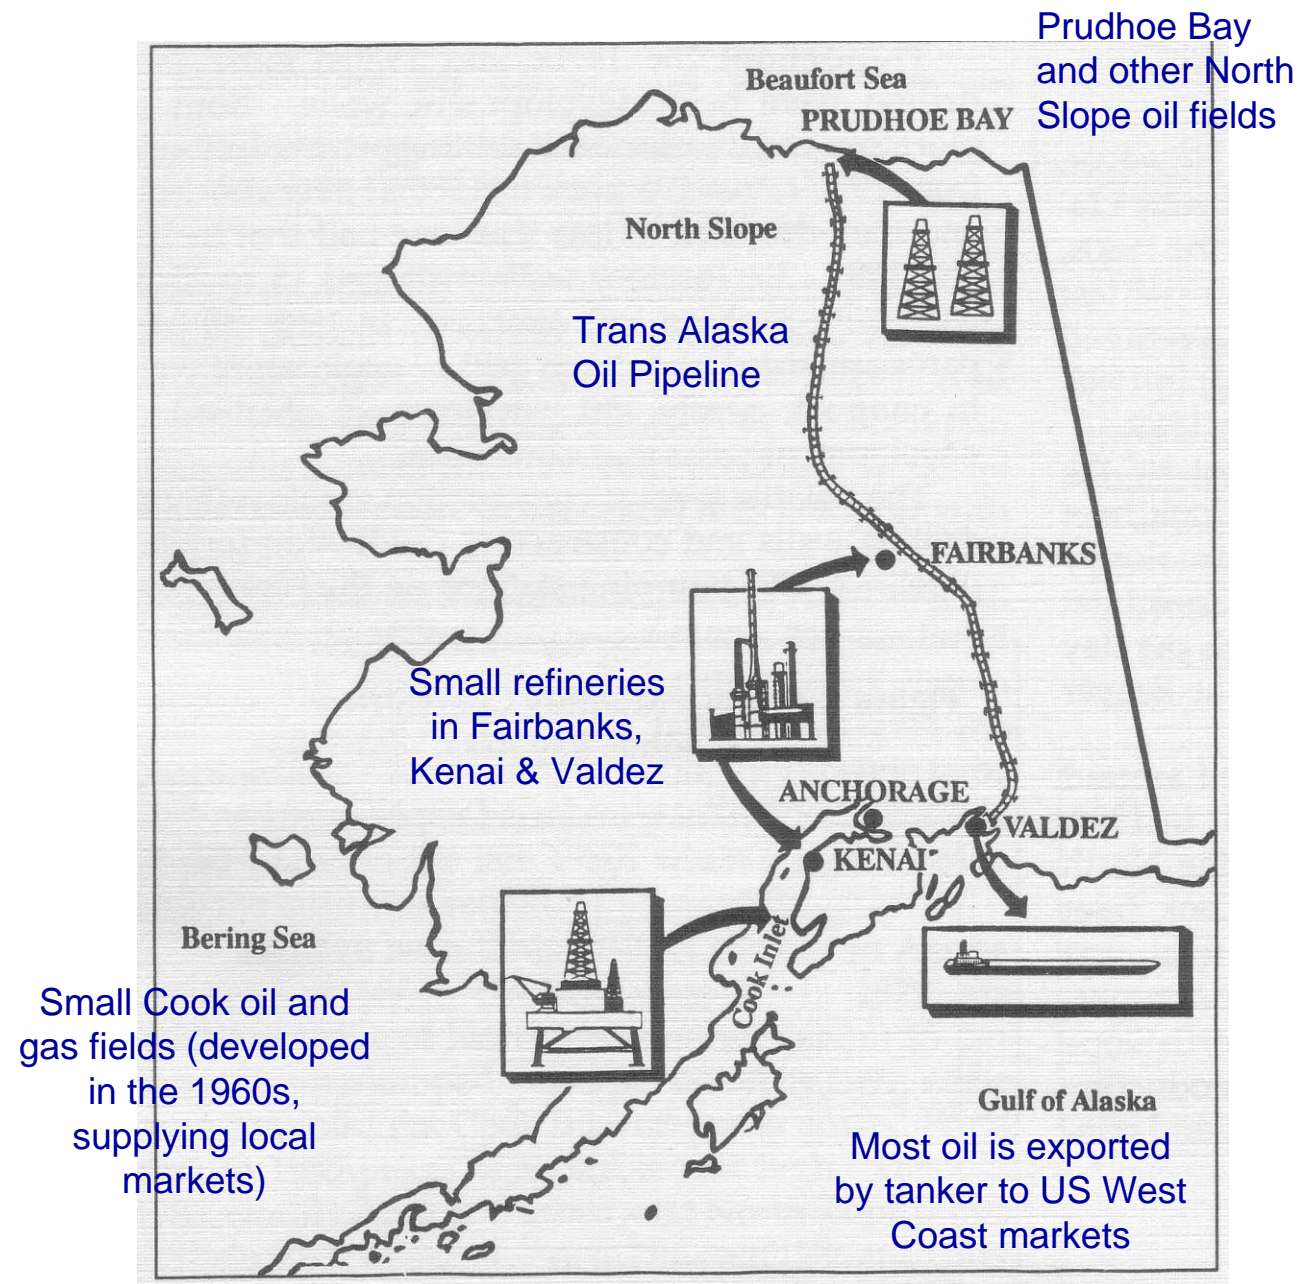 Prudhoe Bay
and other North
Slope oil fields
Beaufort Sea
PRUDHOE BAY
North Slope
Trans Alaska
Oil Pipeline
FAIRBANKS
Small refineries
in Fairbanks,
Kenai & Valdez
ANCHORAGE
VALDEZ
KENAI
Bering Sea
Cook Inlet
Small Cook oil and
gas fields (developed
in the 1960s,
supplying local
markets)
Gulf of Alaska
Most oil is exported
by tanker to US West
Coast markets